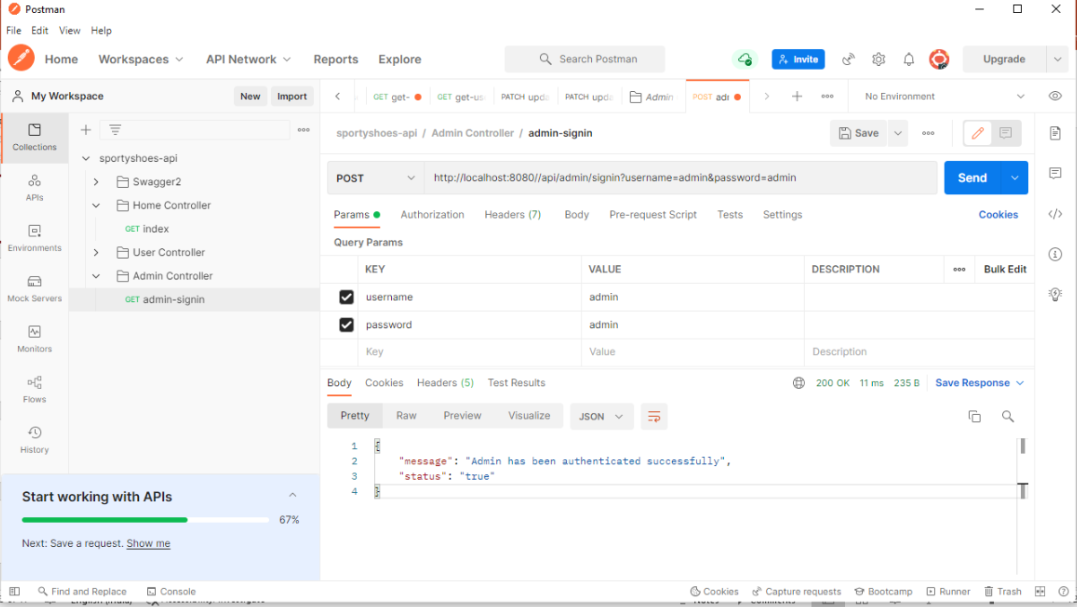 Postman
File Edit View Help
Home Workspaces API Network Reports Explore Search Postman Invite Upgrade
My Workspace New Import GET get- GET get-us PATCH upda PATCH upda Admin POST adr No Environment
Collections
APIs
Environments
Mock Servers
Monitors
Flows
History
sportyshoes-api
Swagger2
Home Controller
GET index
User Controller
Admin Controller
GET admin-signin
Start working with APIs
67%
Next: Save a request. Show me
sportyshoes-api / Admin Controller / admin-signin Save
POST http://localhost:8080//api/admin/signin?username=admin&password=admin Send
Params Authorization Headers (7) Body Pre-request Script Tests Settings Cookies
Query Params
KEY VALUE DESCRIPTION Bulk Edit
username admin
password admin
Key Value Description
Body Cookies Headers (5) Test Results 200 OK 11 ms 235 B Save Response
Pretty Raw Preview Visualize JSON
1 {
2 "message": "Admin has been authenticated successfully",
3 "status": "true"
4 }
Find and Replace Console Cookies Capture requests Bootcamp Runner Trash